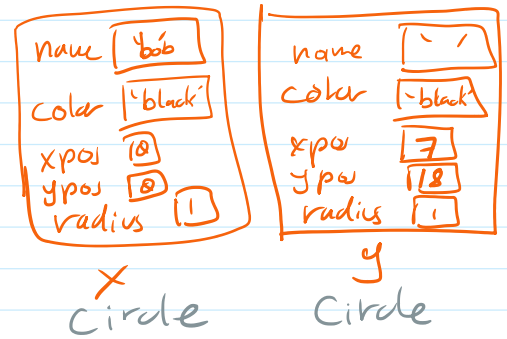 name 'bob'
color 'black'
xpos 0
ypos 0
radius 1
x
circle
name ' '
color 'black'
xpos 7
ypos 18
radius 1
y
Circle